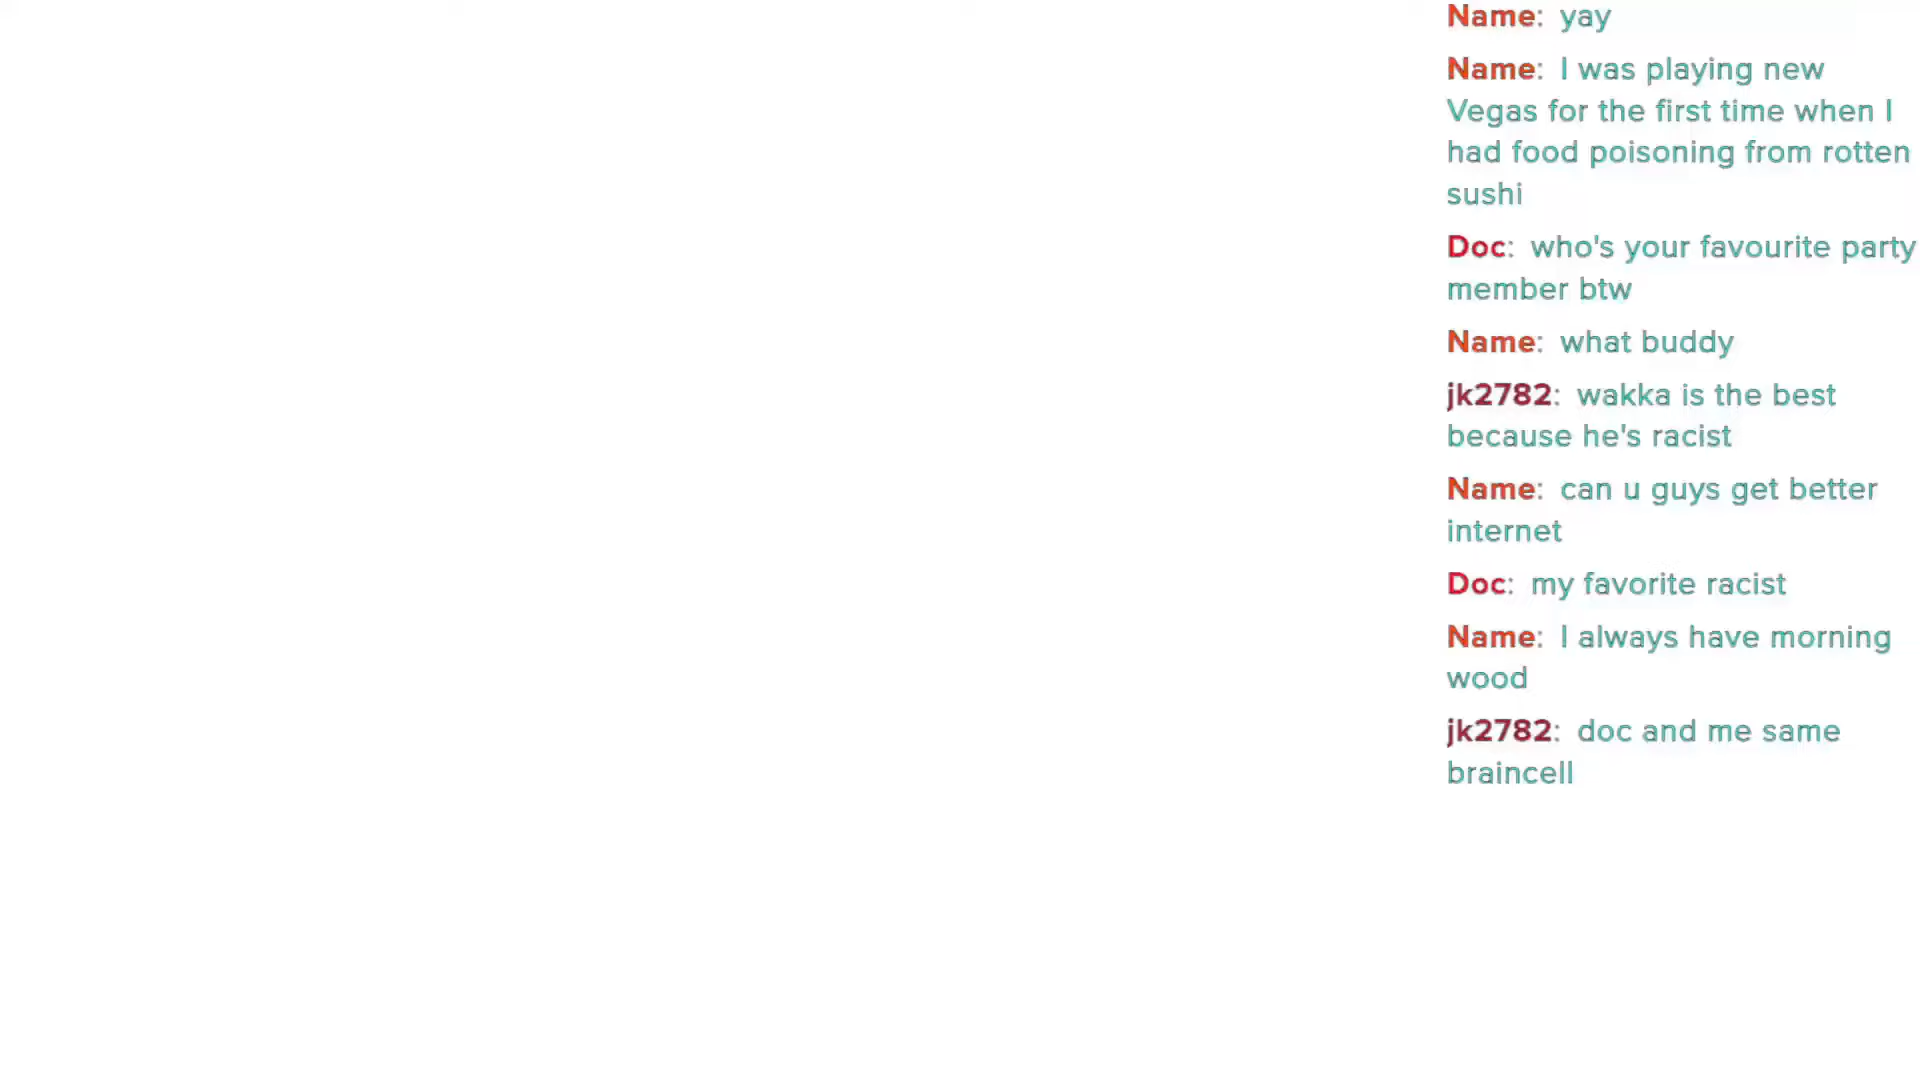 Name: yay
Name: I was playing new
Vegas for the first time when I
had food poisoning from rotten
sushi
Doc: who's your favourite party
member btw
Name: what buddy
jk2782: wakka is the best
because he's racist
Name: can u guys get better
internet
Doc: my favorite racist
Name: I always have morning
wood
jk2782: doc and me same
braincell